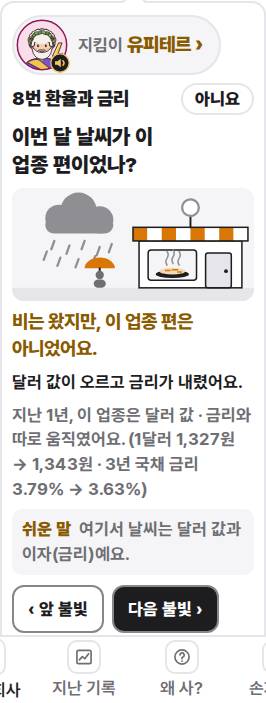 지킴이 유피테르 ›
8번 환율과 금리
아니요
이번 달 날씨가 이
업종 편이었나?
비는 왔지만, 이 업종 편은
아니었어요.
달러 값이 오르고 금리가 내렸어요.
지난 1년, 이 업종은 달러 값 · 금리와
따로 움직였어요. (1달러 1,327원
→ 1,343원 · 3년 국채 금리
3.79% → 3.63%)
쉬운 말 여기서 날씨는 달러 값과
이자(금리)예요.
‹ 앞 불빛
다음 불빛 ›
회사
지난 기록
왜 사?
손